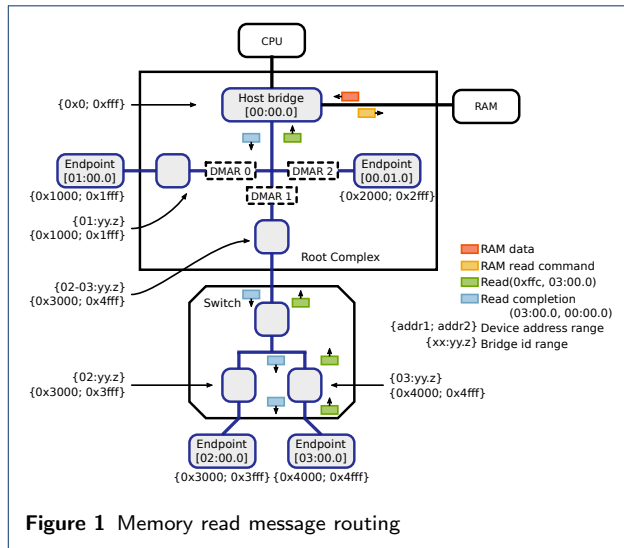 CPU
Host bridge
[00:00.0]
{0x0; 0xfff}
RAM
Endpoint
[01:00.0]
DMAR 0
DMAR 2
Endpoint
[00.01.0]
{0x1000; 0x1fff}
DMAR 1
{0x2000; 0x2fff}
{01:yy.z}
{0x1000; 0x1fff}
Root Complex
{02-03:yy.z}
{0x3000; 0x4fff}
RAM data
RAM read command
Read(0xffc, 03:00.0)
Read completion
(03:00.0, 00:00.0)
{addr1; addr2} Device address range
{xx:yy.z} Bridge id range
Switch
{02:yy.z}
{0x3000; 0x3fff}
{03:yy.z}
{0x4000; 0x4fff}
Endpoint
[02:00.0]
Endpoint
[03:00.0]
{0x3000; 0x3fff}
{0x4000; 0x4fff}
Figure 1 Memory read message routing